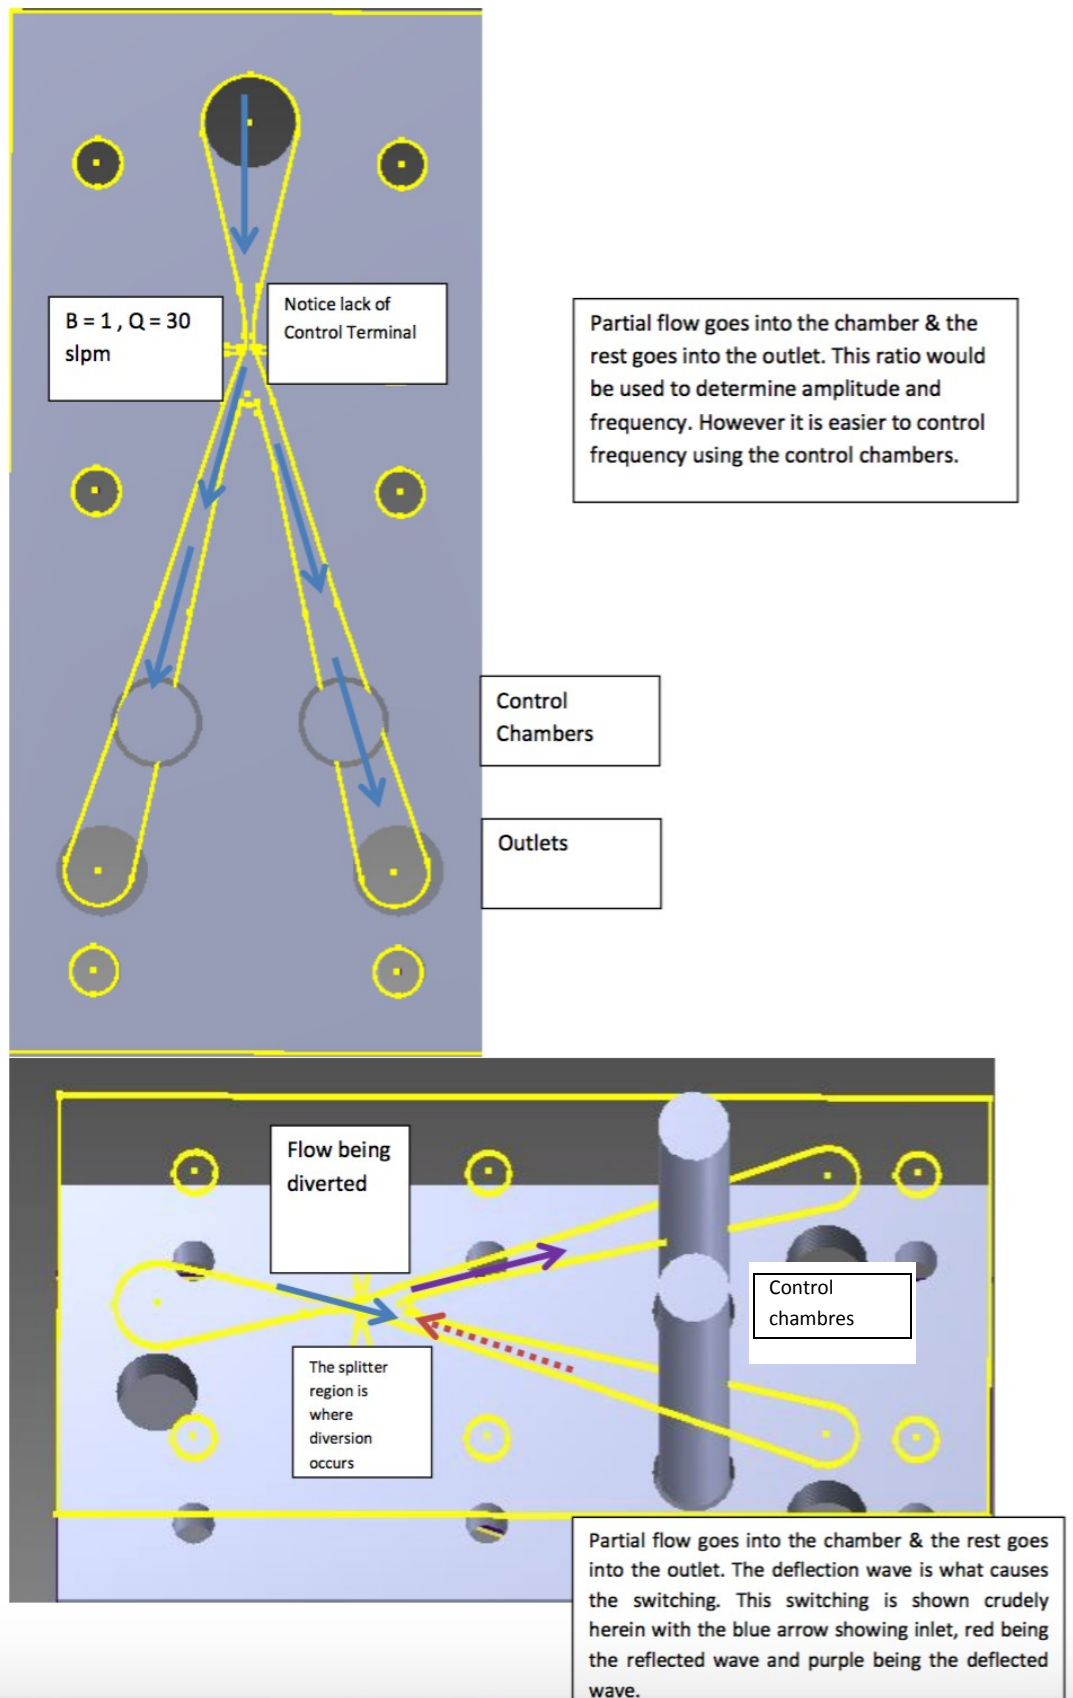 B = 1 , Q = 30
slpm
Notice lack of
Control Terminal
Partial flow goes into the chamber & the
rest goes into the outlet. This ratio would
be used to determine amplitude and
frequency. However it is easier to control
frequency using the control chambers.
Control
Chambers
Outlets
Flow being
diverted
Control
chambres
The splitter
region is
where
diversion
occurs
Partial flow goes into the chamber & the rest goes
into the outlet. The deflection wave is what causes
the switching. This switching is shown crudely
herein with the blue arrow showing inlet, red being
the reflected wave and purple being the deflected
wave.